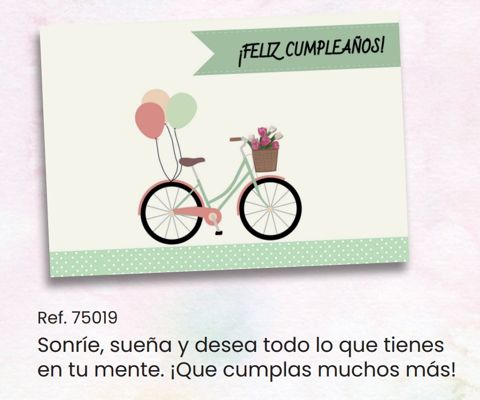 ¡FELIZ CUMPLEAÑOS!
Ref. 75019
Sonríe, sueña y desea todo lo que tienes
en tu mente. ¡Que cumplas muchos más!